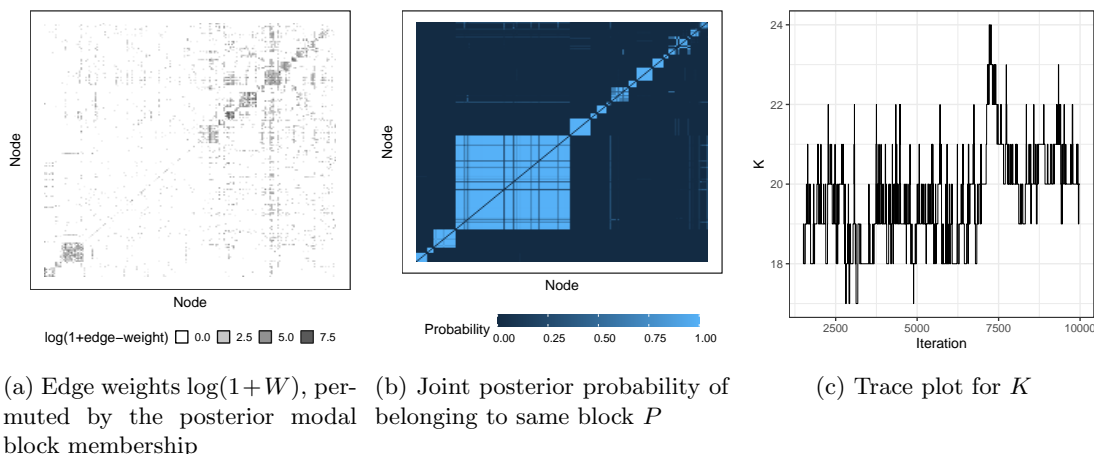 Node
Node
log(1+edge−weight) 0.0 2.5 5.0 7.5
(a) Edge weights log(1+W), per-
muted by the posterior modal
block membership
Node
Node
Probability
0.00 0.25 0.50 0.75 1.00
(b) Joint posterior probability of
belonging to same block P
24
22
20
18
K
2500 5000 7500 10000
Iteration
(c) Trace plot for K